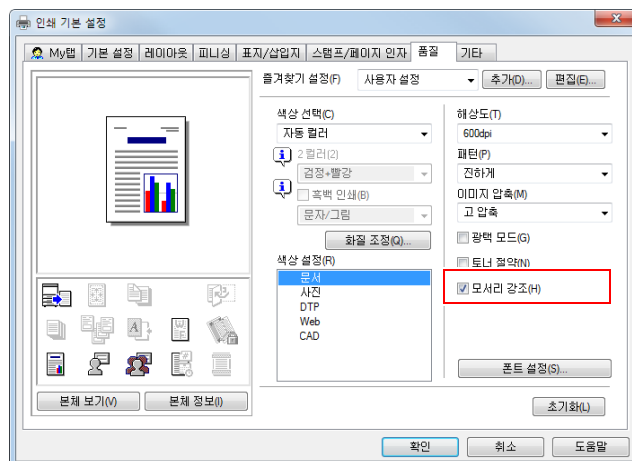 인쇄 기본 설정
My탭 기본 설정 레이아웃 피니싱 표지/삽입지 스탬프/페이지 인자 품질 기타
즐겨찾기 설정(F) 사용자 설정 추가(D)... 편집(E)...
색상 선택(C)
자동 컬러
2 컬러(2)
검정+빨강
흑백 인쇄(B)
문자/그림
화질 조정(Q)...
색상 설정(R)
문서
사진
DTP
Web
CAD
해상도(T)
600dpi
패턴(P)
진하게
이미지 압축(M)
고 압축
광택 모드(G)
토너 절약(N)
모서리 강조(H)
폰트 설정(S)...
본체 보기(V) 본체 정보(I)
초기화(L)
확인 취소 도움말